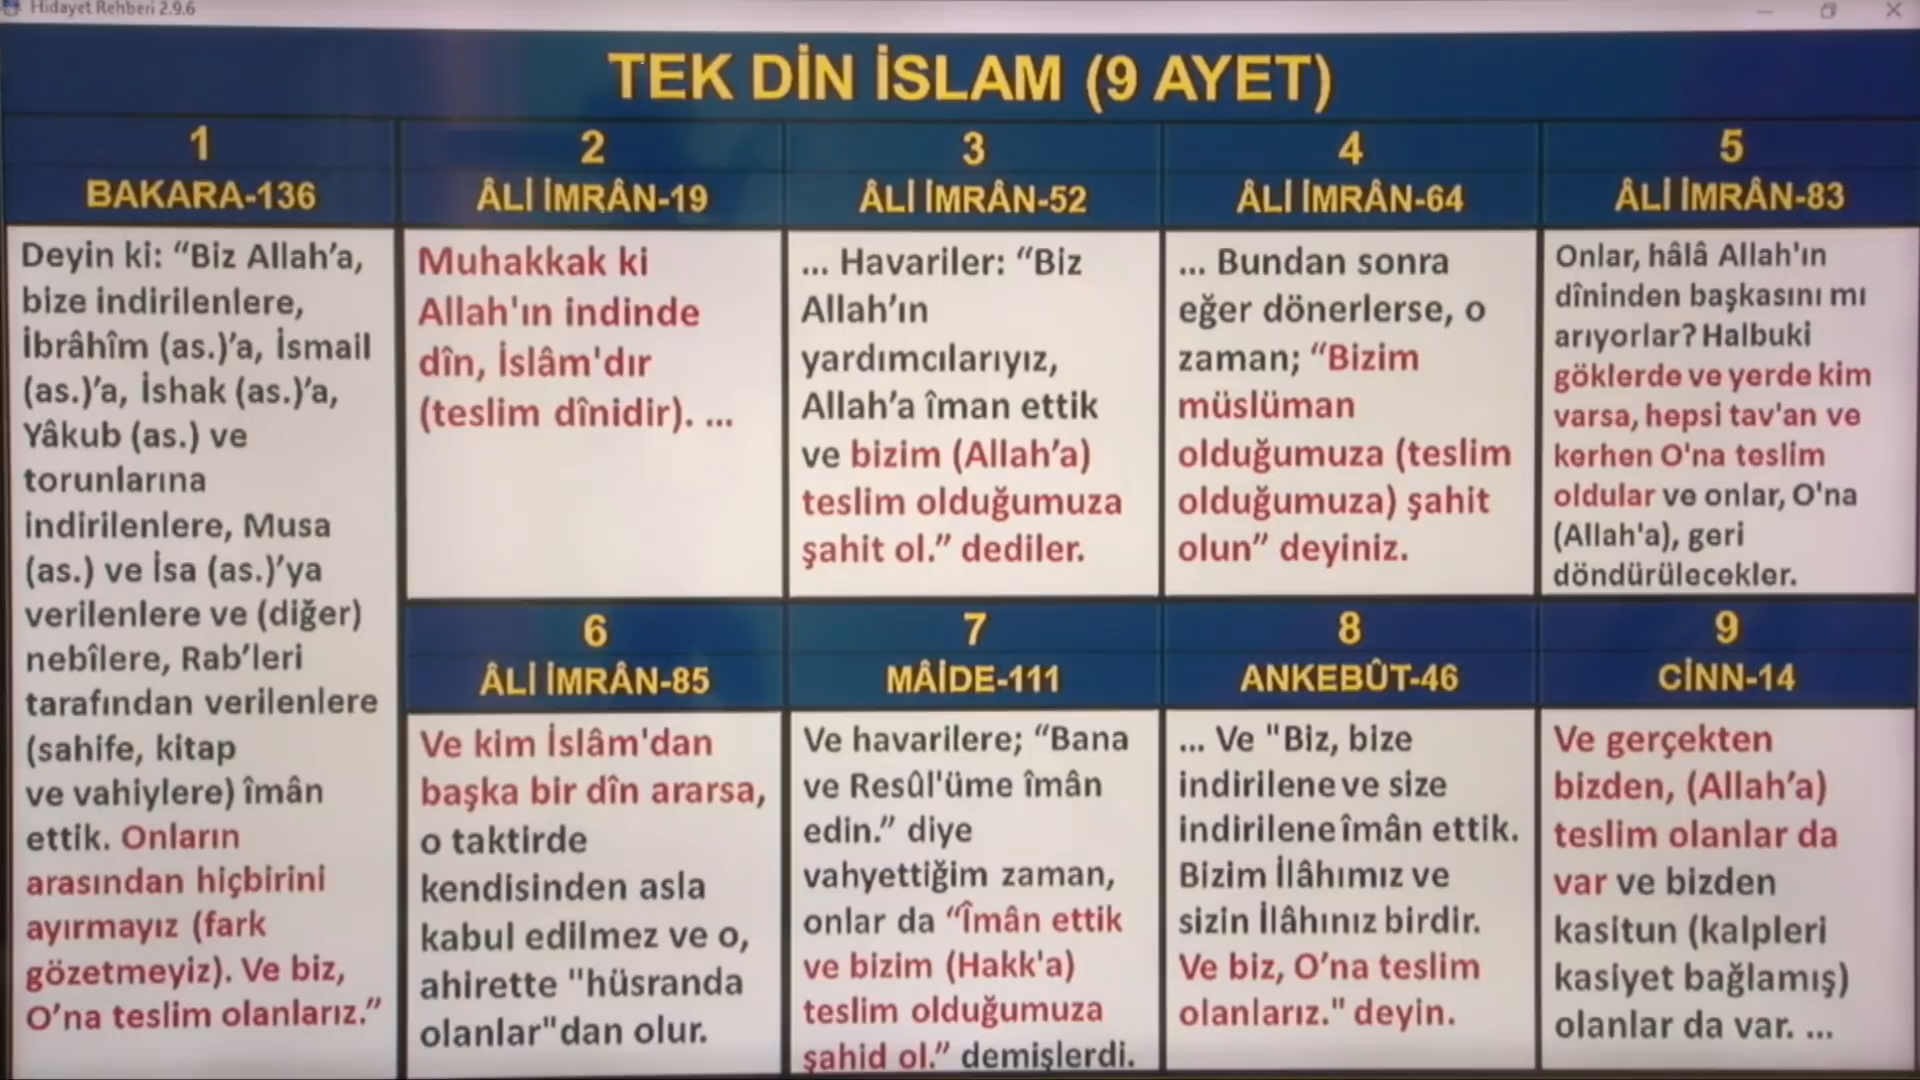 Hidayet Rehberi 2.9.6
TEK DİN İSLAM (9 AYET)
1
BAKARA-136
Deyin ki: “Biz Allah’a,
bize indirilenlere,
İbrâhîm (as.)’a, İsmail
(as.)’a, İshak (as.)’a,
Yâkub (as.) ve
torunlarına
indirilenlere, Musa
(as.) ve İsa (as.)’ya
verilenlere ve (diğer)
nebîlere, Rab’leri
tarafından verilenlere
(sahife, kitap
ve vahiylere) îmân
ettik. Onların
arasından hiçbirini
ayırmayız (fark
gözetmeyiz). Ve biz,
O’na teslim olanlarız.”
2
ÂLİ İMRÂN-19
Muhakkak ki
Allah'ın indinde
dîn, İslâm'dır
(teslim dînidir). ...
3
ÂLİ İMRÂN-52
... Havariler: “Biz
Allah’ın
yardımcılarıyız,
Allah’a îman ettik
ve bizim (Allah’a)
teslim olduğumuza
şahit ol.” dediler.
4
ÂLİ İMRÂN-64
... Bundan sonra
eğer dönerlerse, o
zaman; “Bizim
müslüman
olduğumuza (teslim
olduğumuza) şahit
olun” deyiniz.
5
ÂLİ İMRÂN-83
Onlar, hâlâ Allah'ın
dîninden başkasını mı
arıyorlar? Halbuki
göklerde ve yerde kim
varsa, hepsi tav'an ve
kerhen O'na teslim
oldular ve onlar, O'na
(Allah'a), geri
döndürülecekler.
6
ÂLİ İMRÂN-85
Ve kim İslâm'dan
başka bir dîn ararsa,
o taktirde
kendisinden asla
kabul edilmez ve o,
ahirette "hüsranda
olanlar"dan olur.
7
MÂİDE-111
Ve havarilere; “Bana
ve Resûl'üme îmân
edin.” diye
vahyettiğim zaman,
onlar da “Îmân ettik
ve bizim (Hakk'a)
teslim olduğumuza
şahid ol.” demişlerdi.
8
ANKEBÛT-46
... Ve "Biz, bize
indirilene ve size
indirilene îmân ettik.
Bizim İlâhımız ve
sizin İlâhınız birdir.
Ve biz, O’na teslim
olanlarız." deyin.
9
CİNN-14
Ve gerçekten
bizden, (Allah’a)
teslim olanlar da
var ve bizden
kasitun (kalpleri
kasiyet bağlamış)
olanlar da var. ...